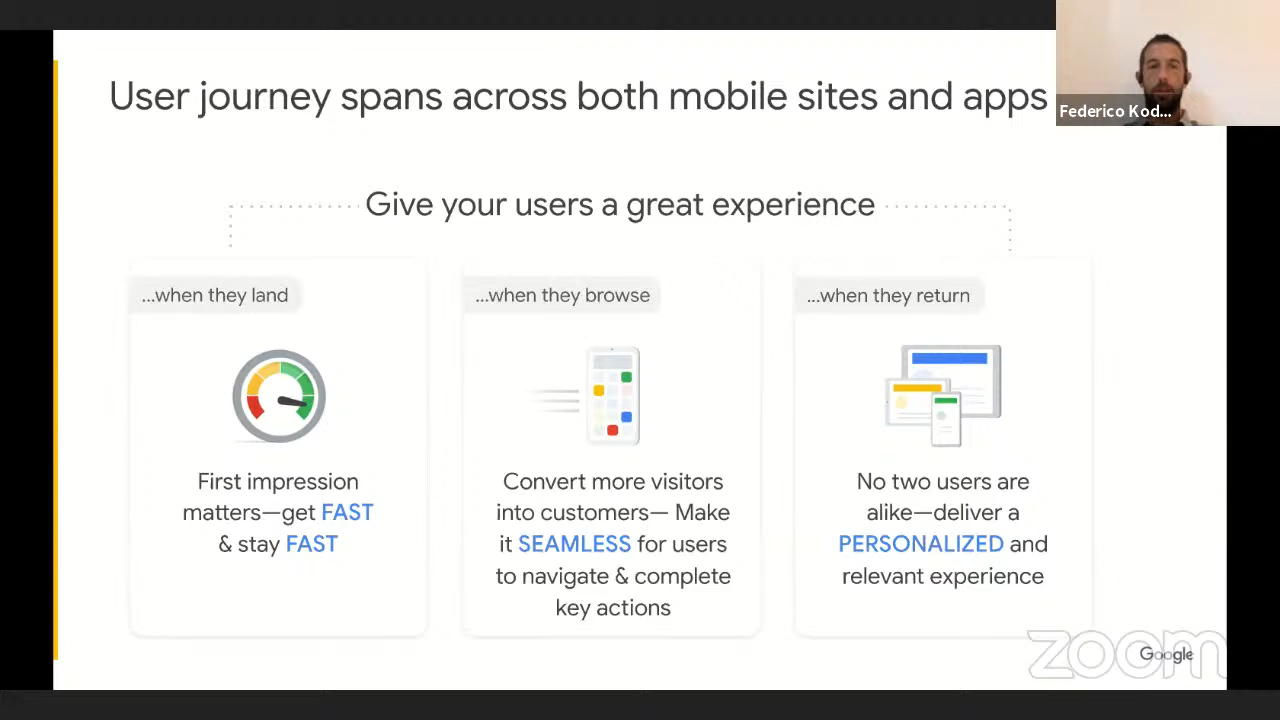 User journey spans across both mobile sites and apps
Federico Kod...
Give your users a great experience
...when they land
...when they browse
...when they return
First impression
matters—get FAST
& stay FAST
Convert more visitors
into customers— Make
it SEAMLESS for users
to navigate & complete
key actions
No two users are
alike—deliver a
PERSONALIZED and
relevant experience
zoom
Google